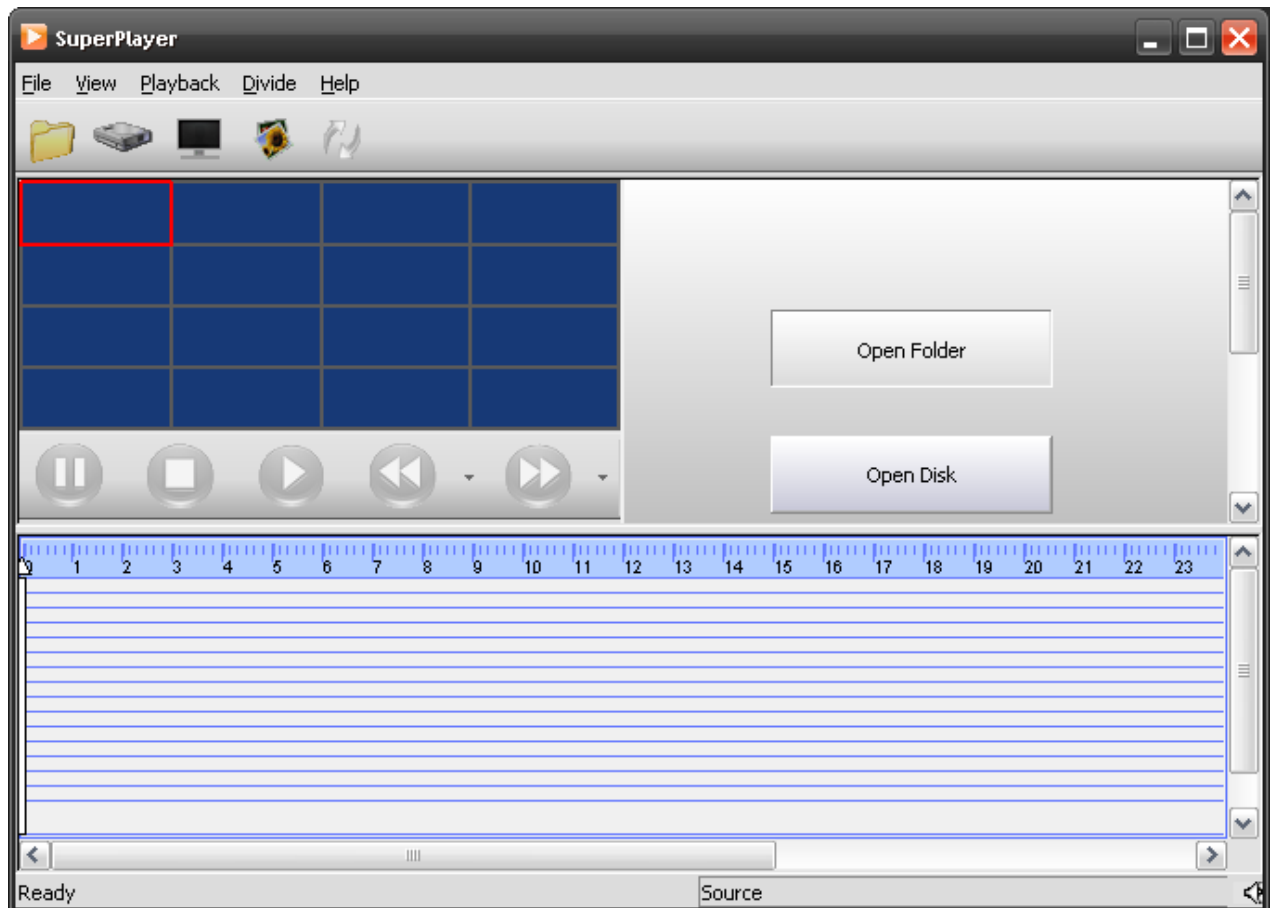 SuperPlayer
File View Playback Divide Help
Open Folder
Open Disk
0 1 2 3 4 5 6 7 8 9 10 11 12 13 14 15 16 17 18 19 20 21 22 23
Ready Source